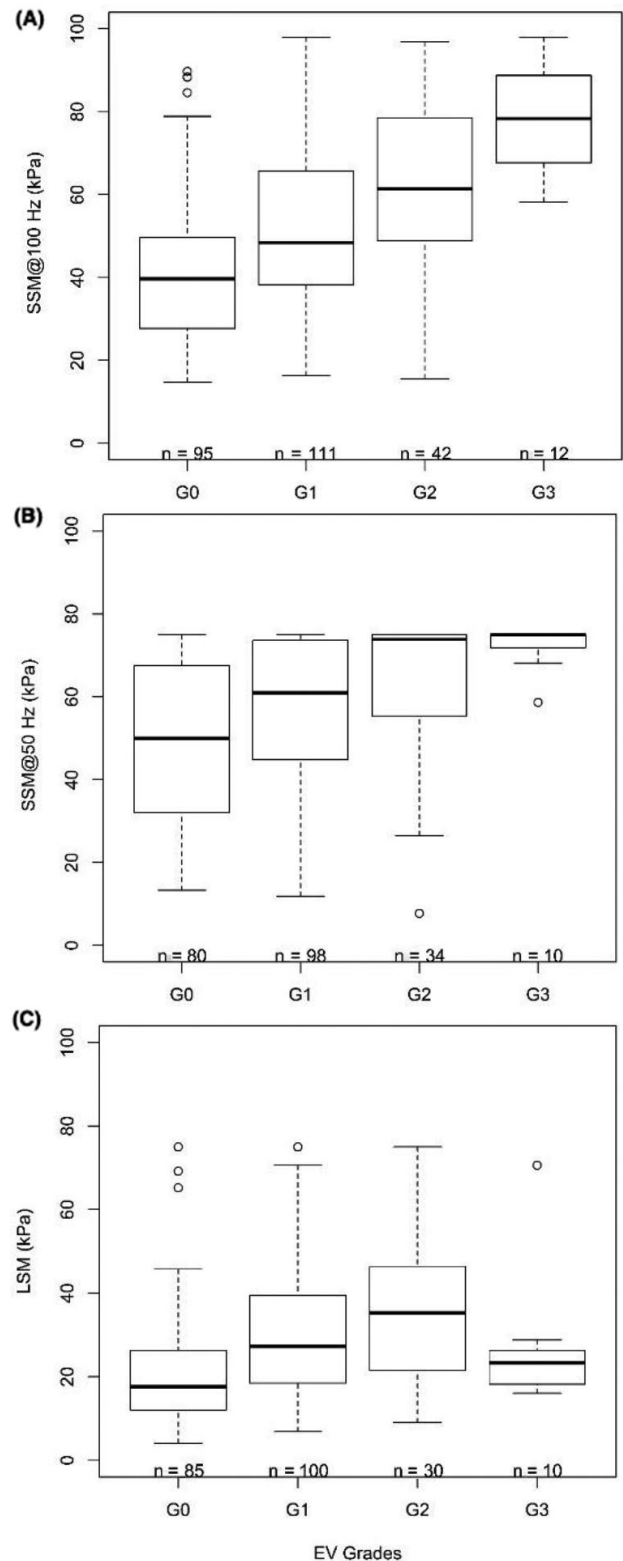 (A)
SSM@100 Hz (kPa)
100
80
60
40
20
0
n = 95 n = 111 n = 42 n = 12
G0 G1 G2 G3
(B)
SSM@50 Hz (kPa)
100
80
60
40
20
0
n = 80 n = 98 n = 34 n = 10
G0 G1 G2 G3
(C)
LSM (kPa)
100
80
60
40
20
0
n = 85 n = 100 n = 30 n = 10
G0 G1 G2 G3
EV Grades